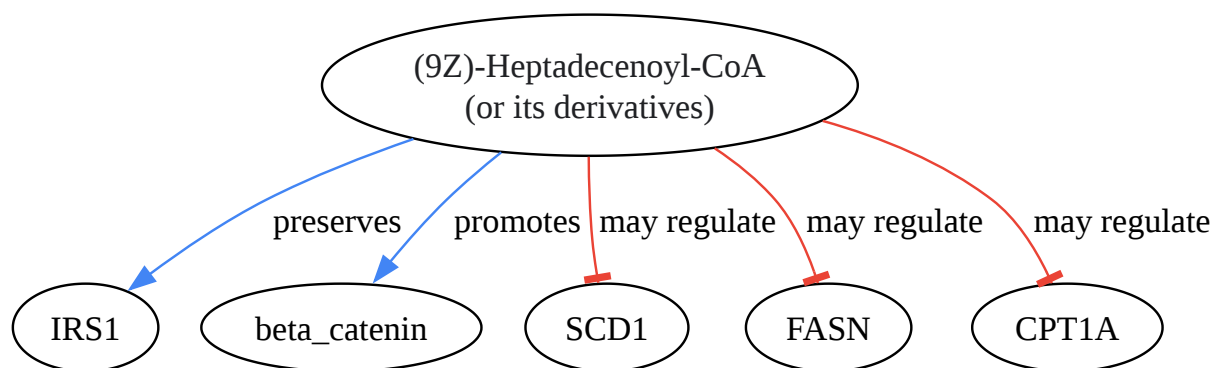 (9Z)-Heptadecenoyl-CoA
(or its derivatives)
preserves
promotes
may regulate
may regulate
may regulate
IRS1
beta_catenin
SCD1
FASN
CPT1A